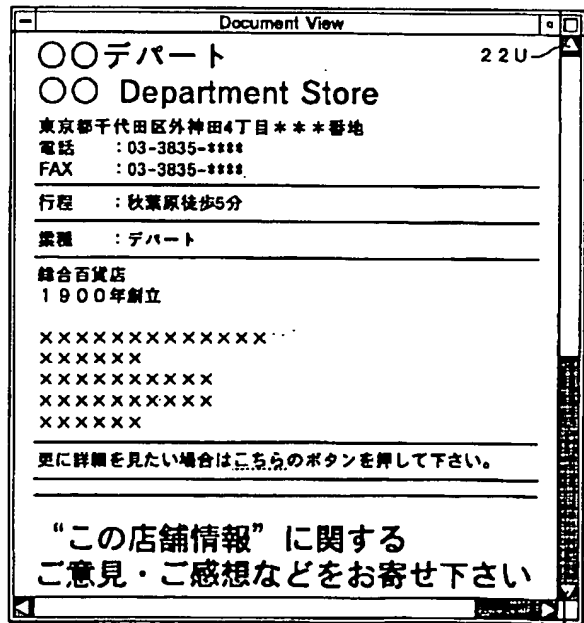 Document View
○○デパート
22U
○○ Department Store
東京都千代田区外神田4丁目＊＊＊番地
電話 ：03-3835-****
FAX ：03-3835-****
行程 ：秋葉原徒歩5分
業種 ：デパート
総合百貨店
１９００年創立
×××××××××××××
××××××
××××××××××
××××××××××
××××××
更に詳細を見たい場合はこちらのボタンを押して下さい。
“この店舗情報”に関する
ご意見・ご感想などをお寄せ下さい